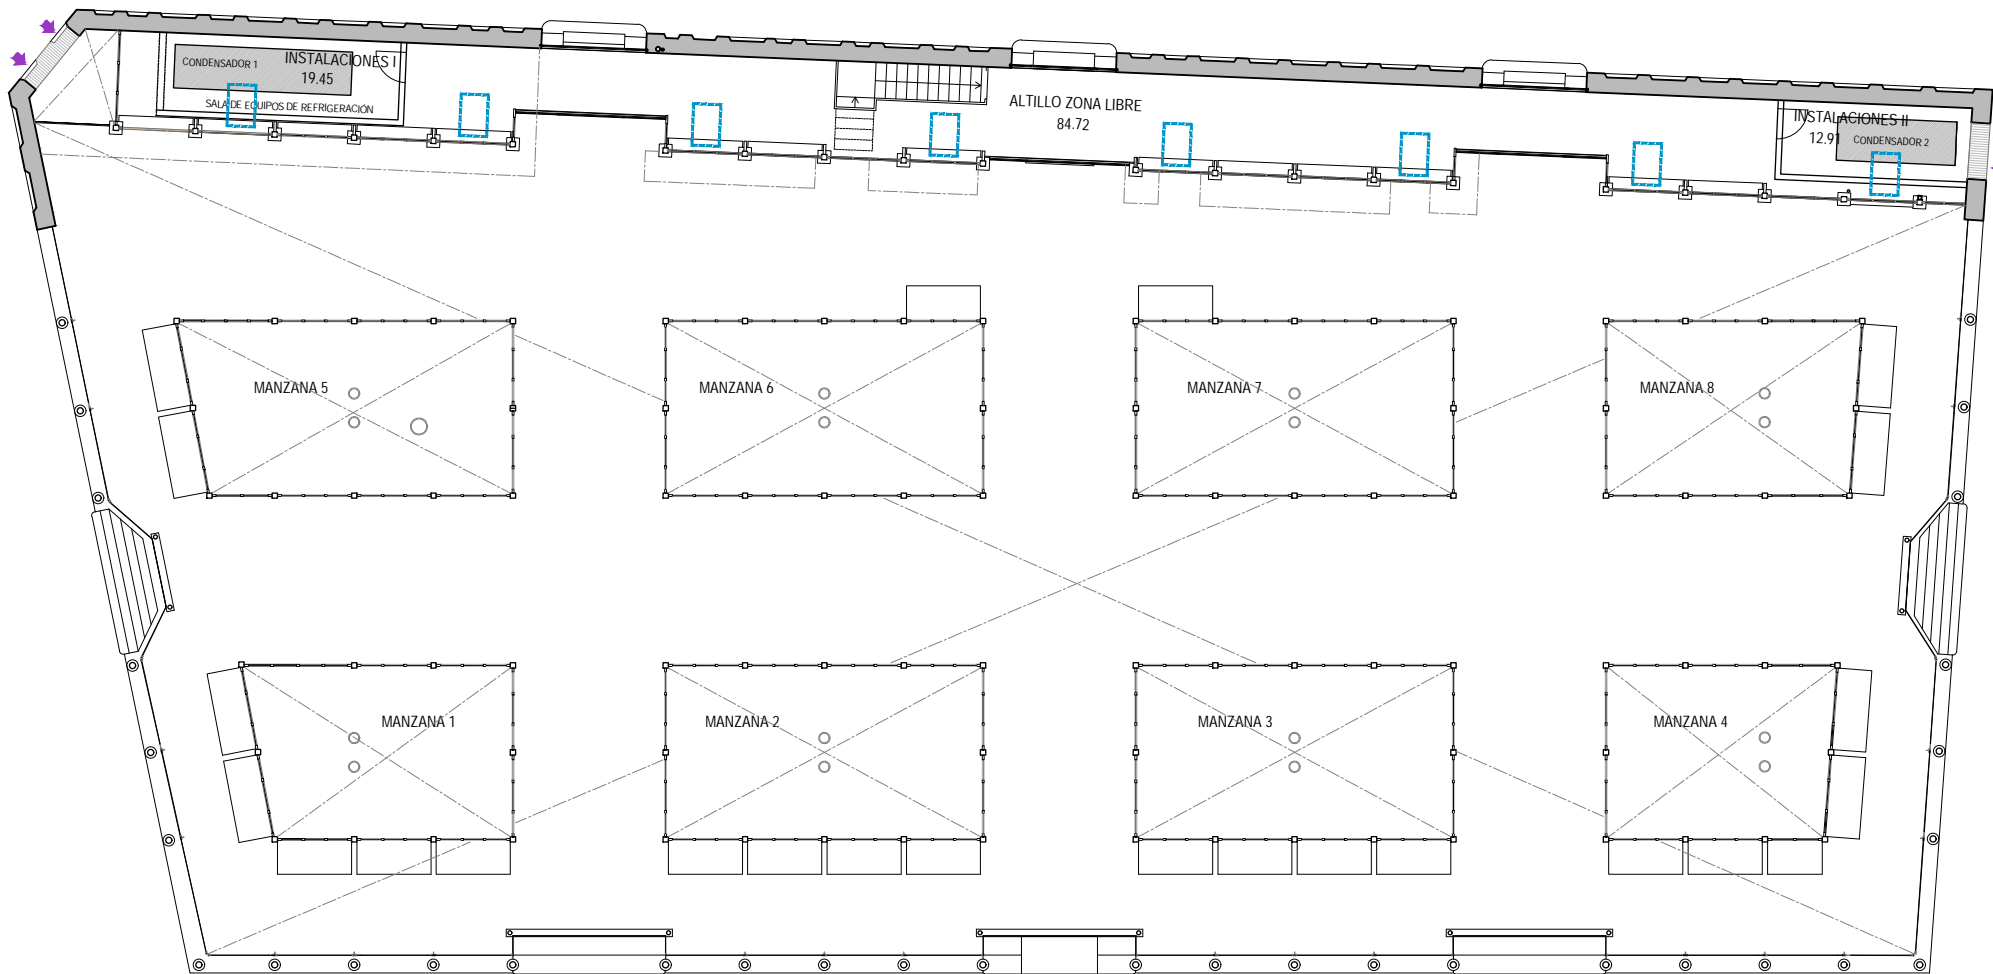 CONDENSADOR 1
INSTALACIONES I
19.45
SALA DE EQUIPOS DE REFRIGERACIÓN
ALTILLO ZONA LIBRE
84.72
INSTALACIONES II
12.91
CONDENSADOR 2
MANZANA 5
MANZANA 6
MANZANA 7
MANZANA 8
MANZANA 1
MANZANA 2
MANZANA 3
MANZANA 4